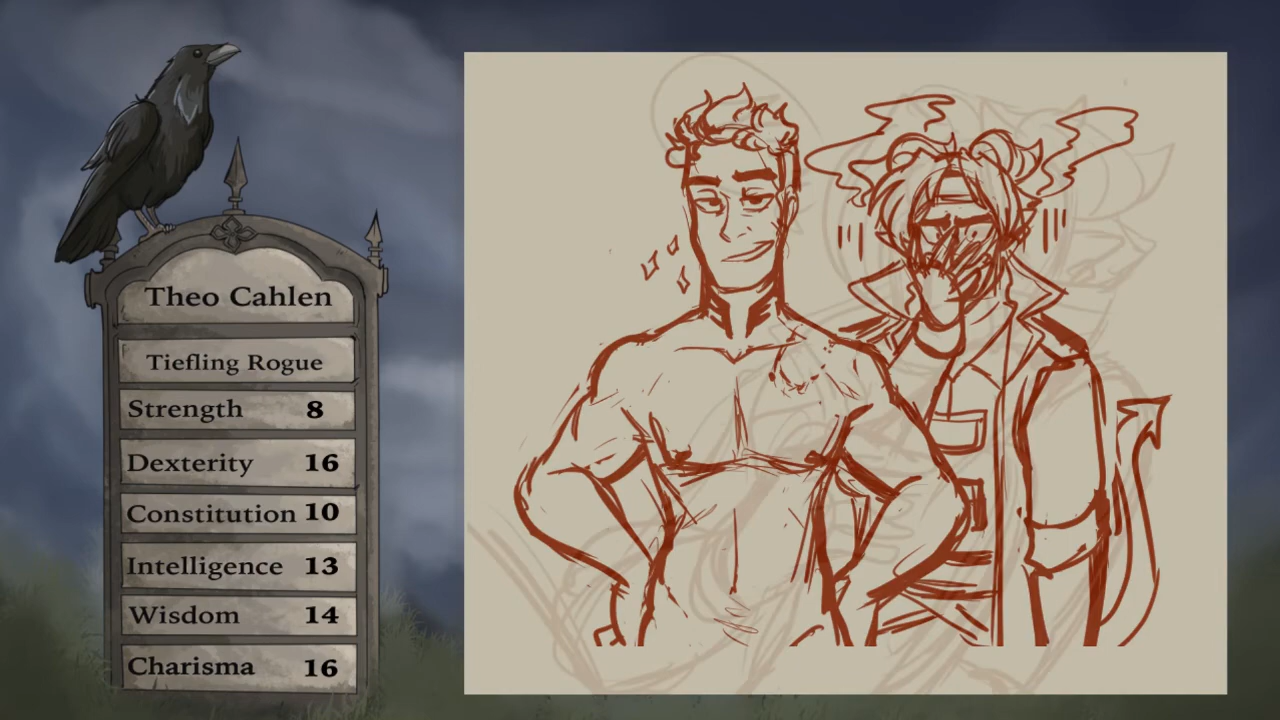 Theo Cahlen
Tiefling Rogue
Strength 8
Dexterity 16
Constitution 10
Intelligence 13
Wisdom 14
Charisma 16